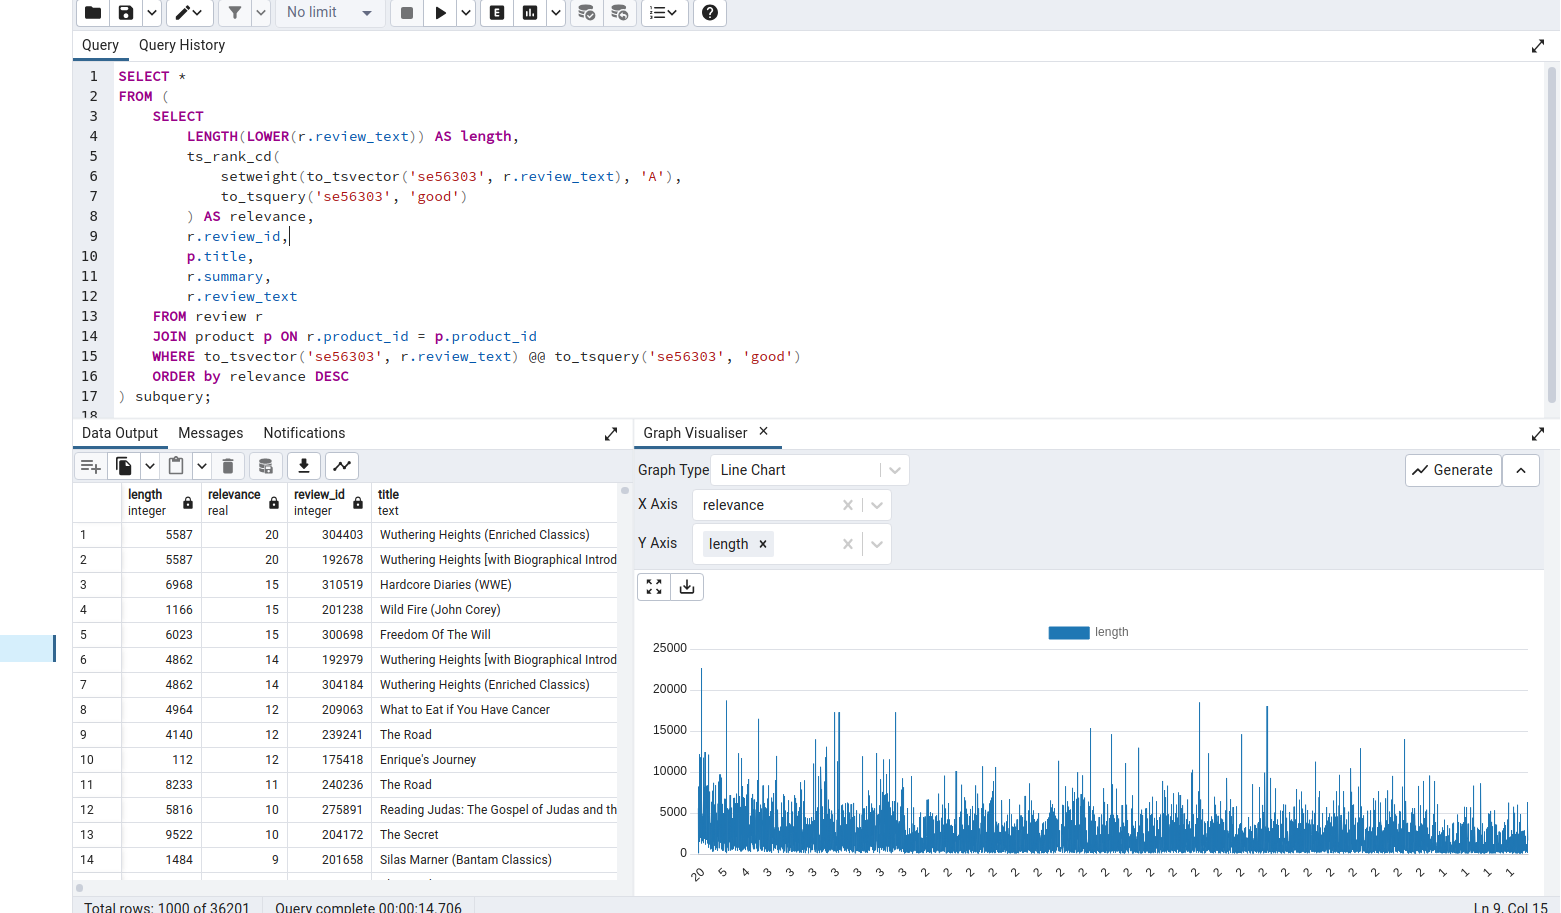 No limit
E
Query Query History
1 SELECT *
2 FROM (
3 SELECT
4 LENGTH(LOWER(r.review_text)) AS length,
5 ts_rank_cd(
6 setweight(to_tsvector('se56303', r.review_text), 'A'),
7 to_tsquery('se56303', 'good')
8 ) AS relevance,
9 r.review_id,
10 p.title,
11 r.summary,
12 r.review_text
13 FROM review r
14 JOIN product p ON r.product_id = p.product_id
15 WHERE to_tsvector('se56303', r.review_text) @@ to_tsquery('se56303', 'good')
16 ORDER by relevance DESC
17 ) subquery;
18
Data Output Messages Notifications
length relevance review_id title
integer real integer text
1 5587 20 304403 Wuthering Heights (Enriched Classics)
2 5587 20 192678 Wuthering Heights [with Biographical Introd
3 6968 15 310519 Hardcore Diaries (WWE)
4 1166 15 201238 Wild Fire (John Corey)
5 6023 15 300698 Freedom Of The Will
6 4862 14 192979 Wuthering Heights [with Biographical Introd
7 4862 14 304184 Wuthering Heights (Enriched Classics)
8 4964 12 209063 What to Eat if You Have Cancer
9 4140 12 239241 The Road
10 112 12 175418 Enrique's Journey
11 8233 11 240236 The Road
12 5816 10 275891 Reading Judas: The Gospel of Judas and th
13 9522 10 204172 The Secret
14 1484 9 201658 Silas Marner (Bantam Classics)
Graph Visualiser
Graph Type Line Chart Generate
X Axis relevance
Y Axis length
length
25000
20000
15000
10000
5000
0
20 5 4 3 3 3 3 3 3 3 2 2 2 2 2 2 2 2 2 2 2 2 2 2 2 2 2 2 2 2 2 2 2 1 1 1 1
Total rows: 1000 of 36201 Query complete 00:00:14.706 Ln 9, Col 15